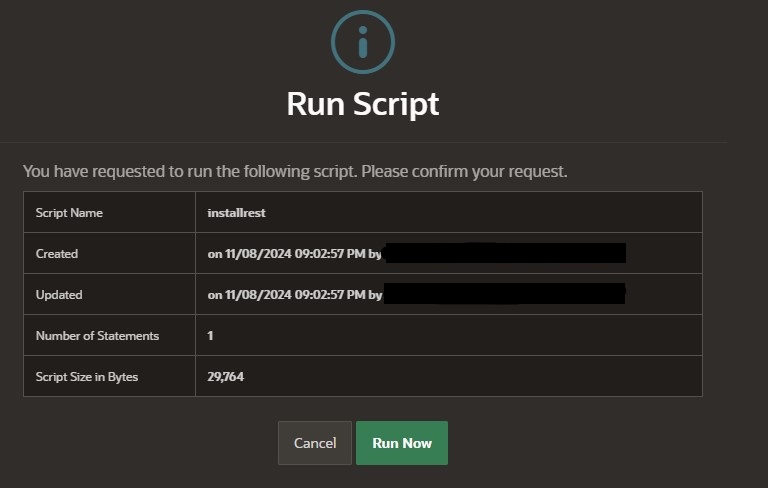 Run Script
You have requested to run the following script. Please confirm your request.
Script Name installrest
Created on 11/08/2024 09:02:57 PM by
Updated on 11/08/2024 09:02:57 PM by
Number of Statements 1
Script Size in Bytes 29,764
Cancel Run Now